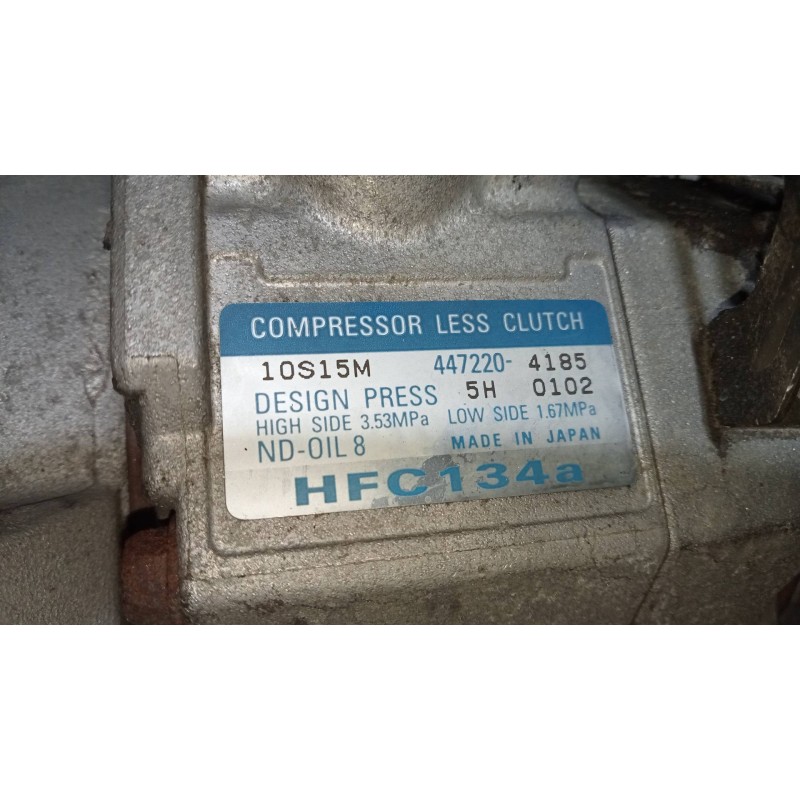 COMPRESSOR LESS CLUTCH
10S15M 447220- 4185
DESIGN PRESS 5H 0102
HIGH SIDE 3.53MPa LOW SIDE 1.67MPa
ND-OIL 8 MADE IN JAPAN
HFC134a